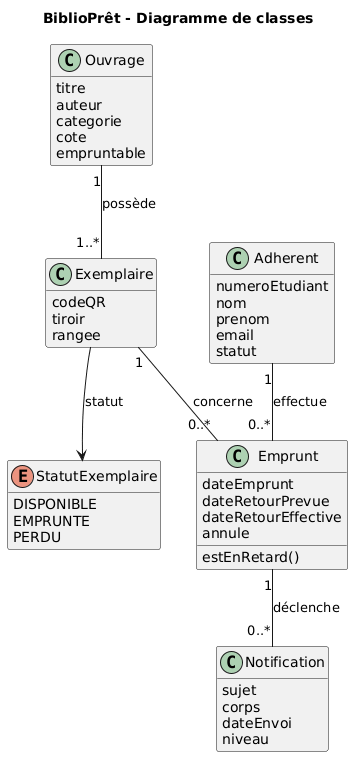 BiblioPrêt - Diagramme de classes
C Ouvrage
titre
auteur
categorie
cote
empruntable
1
possède
1..*
C Exemplaire
codeQR
tiroir
rangee
C Adherent
numeroEtudiant
nom
prenom
email
statut
1
1
statut
concerne
effectue
0..*
0..*
E StatutExemplaire
DISPONIBLE
EMPRUNTE
PERDU
C Emprunt
dateEmprunt
dateRetourPrevue
dateRetourEffective
annule
estEnRetard()
1
déclenche
0..*
C Notification
sujet
corps
dateEnvoi
niveau